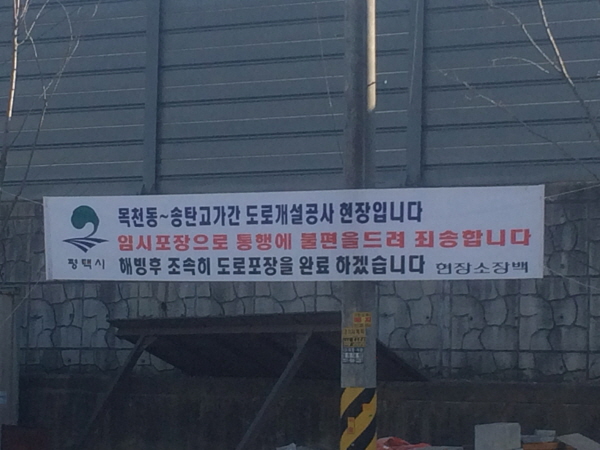 목천동~송탄고가간 도로개설공사 현장입니다
임시포장으로 통행에 불편을드려 죄송합니다
해빙후 조속히 도로포장을 완료 하겠습니다 현장소장백
평택시